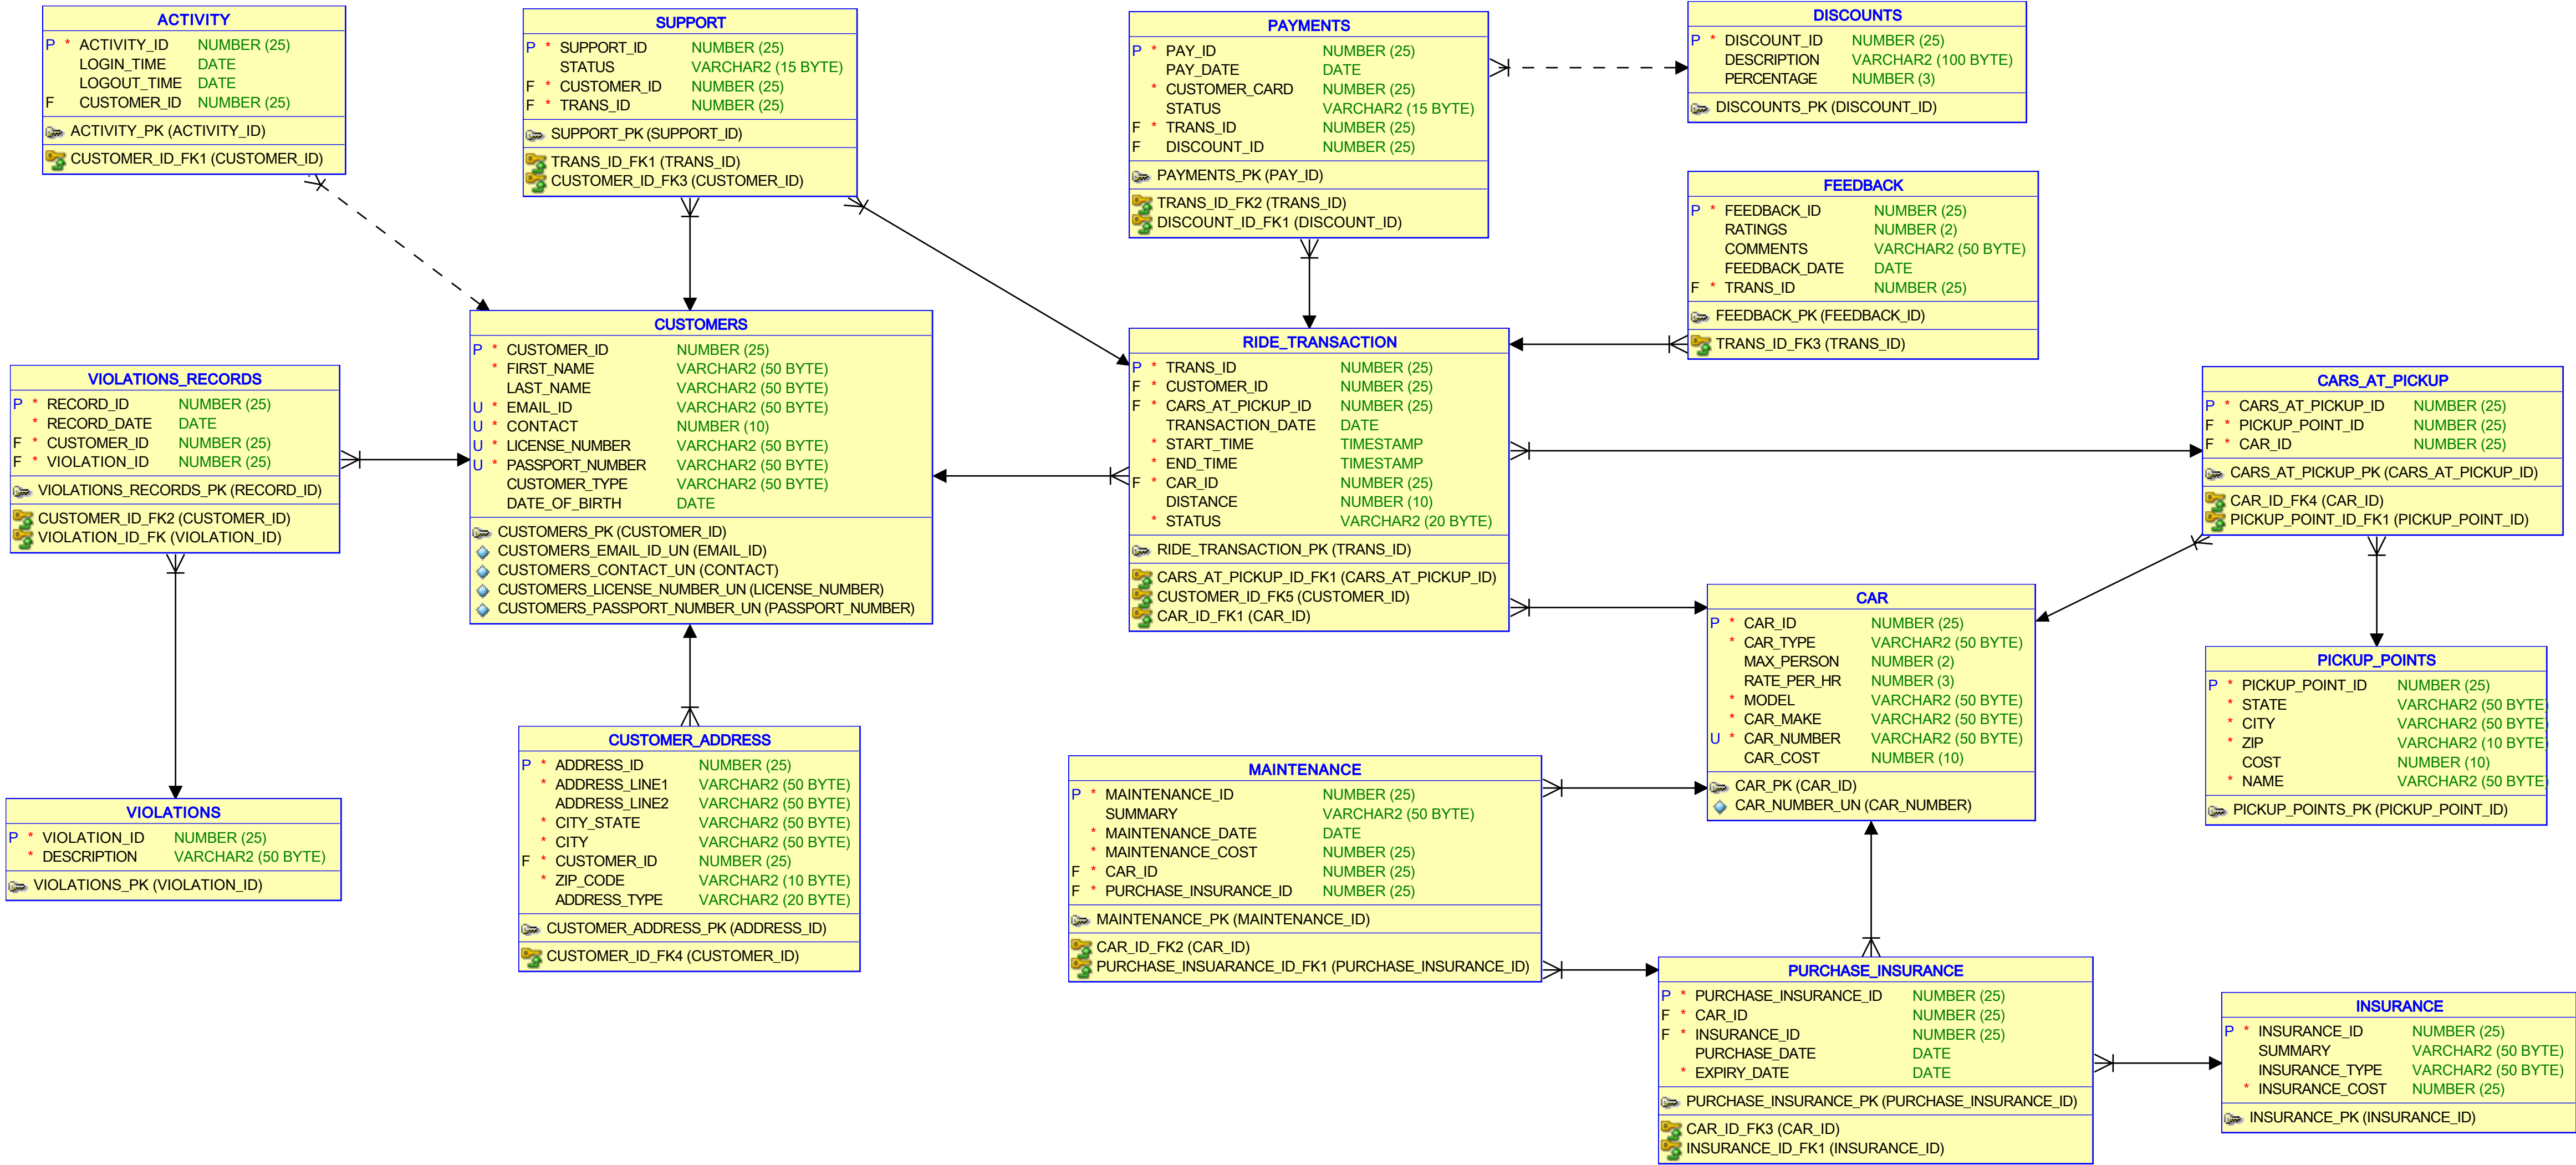 ACTIVITY
P * ACTIVITY_ID NUMBER (25)
LOGIN_TIME DATE
LOGOUT_TIME DATE
F CUSTOMER_ID NUMBER (25)
ACTIVITY_PK (ACTIVITY_ID)
CUSTOMER_ID_FK1 (CUSTOMER_ID)
SUPPORT
P * SUPPORT_ID NUMBER (25)
STATUS VARCHAR2 (15 BYTE)
F * CUSTOMER_ID NUMBER (25)
F * TRANS_ID NUMBER (25)
SUPPORT_PK (SUPPORT_ID)
TRANS_ID_FK1 (TRANS_ID)
CUSTOMER_ID_FK3 (CUSTOMER_ID)
PAYMENTS
P * PAY_ID NUMBER (25)
PAY_DATE DATE
* CUSTOMER_CARD NUMBER (25)
STATUS VARCHAR2 (15 BYTE)
F * TRANS_ID NUMBER (25)
F DISCOUNT_ID NUMBER (25)
PAYMENTS_PK (PAY_ID)
TRANS_ID_FK2 (TRANS_ID)
DISCOUNT_ID_FK1 (DISCOUNT_ID)
DISCOUNTS
P * DISCOUNT_ID NUMBER (25)
DESCRIPTION VARCHAR2 (100 BYTE)
PERCENTAGE NUMBER (3)
DISCOUNTS_PK (DISCOUNT_ID)
FEEDBACK
P * FEEDBACK_ID NUMBER (25)
RATINGS NUMBER (2)
COMMENTS VARCHAR2 (50 BYTE)
FEEDBACK_DATE DATE
F * TRANS_ID NUMBER (25)
FEEDBACK_PK (FEEDBACK_ID)
TRANS_ID_FK3 (TRANS_ID)
VIOLATIONS_RECORDS
P * RECORD_ID NUMBER (25)
* RECORD_DATE DATE
F * CUSTOMER_ID NUMBER (25)
F * VIOLATION_ID NUMBER (25)
VIOLATIONS_RECORDS_PK (RECORD_ID)
CUSTOMER_ID_FK2 (CUSTOMER_ID)
VIOLATION_ID_FK (VIOLATION_ID)
CUSTOMERS
P * CUSTOMER_ID NUMBER (25)
* FIRST_NAME VARCHAR2 (50 BYTE)
LAST_NAME VARCHAR2 (50 BYTE)
U * EMAIL_ID VARCHAR2 (50 BYTE)
U * CONTACT NUMBER (10)
U * LICENSE_NUMBER VARCHAR2 (50 BYTE)
U * PASSPORT_NUMBER VARCHAR2 (50 BYTE)
CUSTOMER_TYPE VARCHAR2 (50 BYTE)
DATE_OF_BIRTH DATE
CUSTOMERS_PK (CUSTOMER_ID)
CUSTOMERS_EMAIL_ID_UN (EMAIL_ID)
CUSTOMERS_CONTACT_UN (CONTACT)
CUSTOMERS_LICENSE_NUMBER_UN (LICENSE_NUMBER)
CUSTOMERS_PASSPORT_NUMBER_UN (PASSPORT_NUMBER)
RIDE_TRANSACTION
P * TRANS_ID NUMBER (25)
F * CUSTOMER_ID NUMBER (25)
F * CARS_AT_PICKUP_ID NUMBER (25)
TRANSACTION_DATE DATE
* START_TIME TIMESTAMP
* END_TIME TIMESTAMP
F * CAR_ID NUMBER (25)
DISTANCE NUMBER (10)
* STATUS VARCHAR2 (20 BYTE)
RIDE_TRANSACTION_PK (TRANS_ID)
CARS_AT_PICKUP_ID_FK1 (CARS_AT_PICKUP_ID)
CUSTOMER_ID_FK5 (CUSTOMER_ID)
CAR_ID_FK1 (CAR_ID)
CARS_AT_PICKUP
P * CARS_AT_PICKUP_ID NUMBER (25)
F * PICKUP_POINT_ID NUMBER (25)
F * CAR_ID NUMBER (25)
CARS_AT_PICKUP_PK (CARS_AT_PICKUP_ID)
CAR_ID_FK4 (CAR_ID)
PICKUP_POINT_ID_FK1 (PICKUP_POINT_ID)
CAR
P * CAR_ID NUMBER (25)
* CAR_TYPE VARCHAR2 (50 BYTE)
MAX_PERSON NUMBER (2)
RATE_PER_HR NUMBER (3)
* MODEL VARCHAR2 (50 BYTE)
* CAR_MAKE VARCHAR2 (50 BYTE)
U * CAR_NUMBER VARCHAR2 (50 BYTE)
CAR_COST NUMBER (10)
CAR_PK (CAR_ID)
CAR_NUMBER_UN (CAR_NUMBER)
PICKUP_POINTS
P * PICKUP_POINT_ID NUMBER (25)
* STATE VARCHAR2 (50 BYTE)
* CITY VARCHAR2 (50 BYTE)
* ZIP VARCHAR2 (10 BYTE)
COST NUMBER (10)
* NAME VARCHAR2 (50 BYTE)
PICKUP_POINTS_PK (PICKUP_POINT_ID)
VIOLATIONS
P * VIOLATION_ID NUMBER (25)
* DESCRIPTION VARCHAR2 (50 BYTE)
VIOLATIONS_PK (VIOLATION_ID)
CUSTOMER_ADDRESS
P * ADDRESS_ID NUMBER (25)
* ADDRESS_LINE1 VARCHAR2 (50 BYTE)
ADDRESS_LINE2 VARCHAR2 (50 BYTE)
* CITY_STATE VARCHAR2 (50 BYTE)
* CITY VARCHAR2 (50 BYTE)
F * CUSTOMER_ID NUMBER (25)
* ZIP_CODE VARCHAR2 (10 BYTE)
ADDRESS_TYPE VARCHAR2 (20 BYTE)
CUSTOMER_ADDRESS_PK (ADDRESS_ID)
CUSTOMER_ID_FK4 (CUSTOMER_ID)
MAINTENANCE
P * MAINTENANCE_ID NUMBER (25)
SUMMARY VARCHAR2 (50 BYTE)
* MAINTENANCE_DATE DATE
* MAINTENANCE_COST NUMBER (25)
F * CAR_ID NUMBER (25)
F * PURCHASE_INSURANCE_ID NUMBER (25)
MAINTENANCE_PK (MAINTENANCE_ID)
CAR_ID_FK2 (CAR_ID)
PURCHASE_INSUARANCE_ID_FK1 (PURCHASE_INSURANCE_ID)
PURCHASE_INSURANCE
P * PURCHASE_INSURANCE_ID NUMBER (25)
F * CAR_ID NUMBER (25)
F * INSURANCE_ID NUMBER (25)
PURCHASE_DATE DATE
* EXPIRY_DATE DATE
PURCHASE_INSURANCE_PK (PURCHASE_INSURANCE_ID)
CAR_ID_FK3 (CAR_ID)
INSURANCE_ID_FK1 (INSURANCE_ID)
INSURANCE
P * INSURANCE_ID NUMBER (25)
SUMMARY VARCHAR2 (50 BYTE)
INSURANCE_TYPE VARCHAR2 (50 BYTE)
* INSURANCE_COST NUMBER (25)
INSURANCE_PK (INSURANCE_ID)